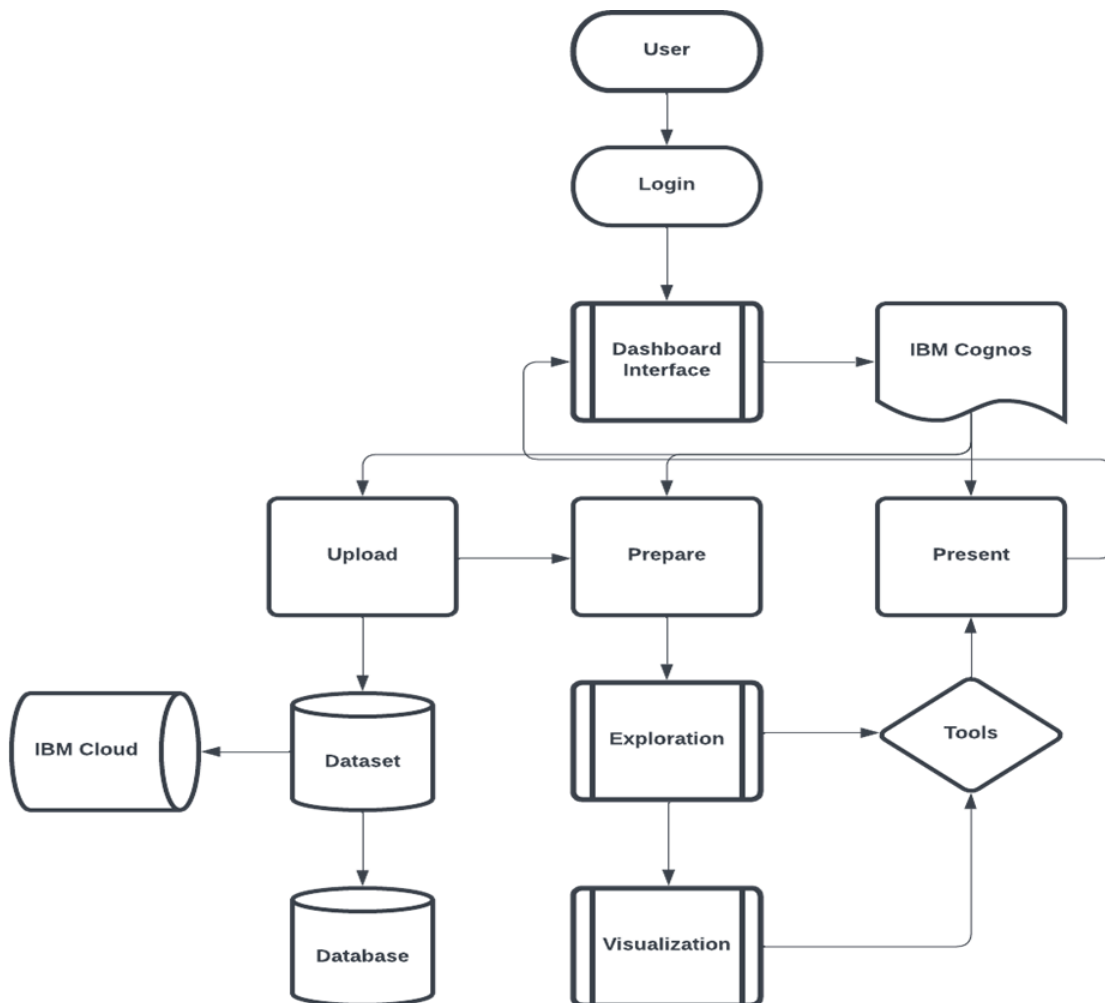 User
Login
Dashboard
Interface
IBM Cognos
Upload
Prepare
Present
IBM Cloud
Dataset
Exploration
Tools
Database
Visualization